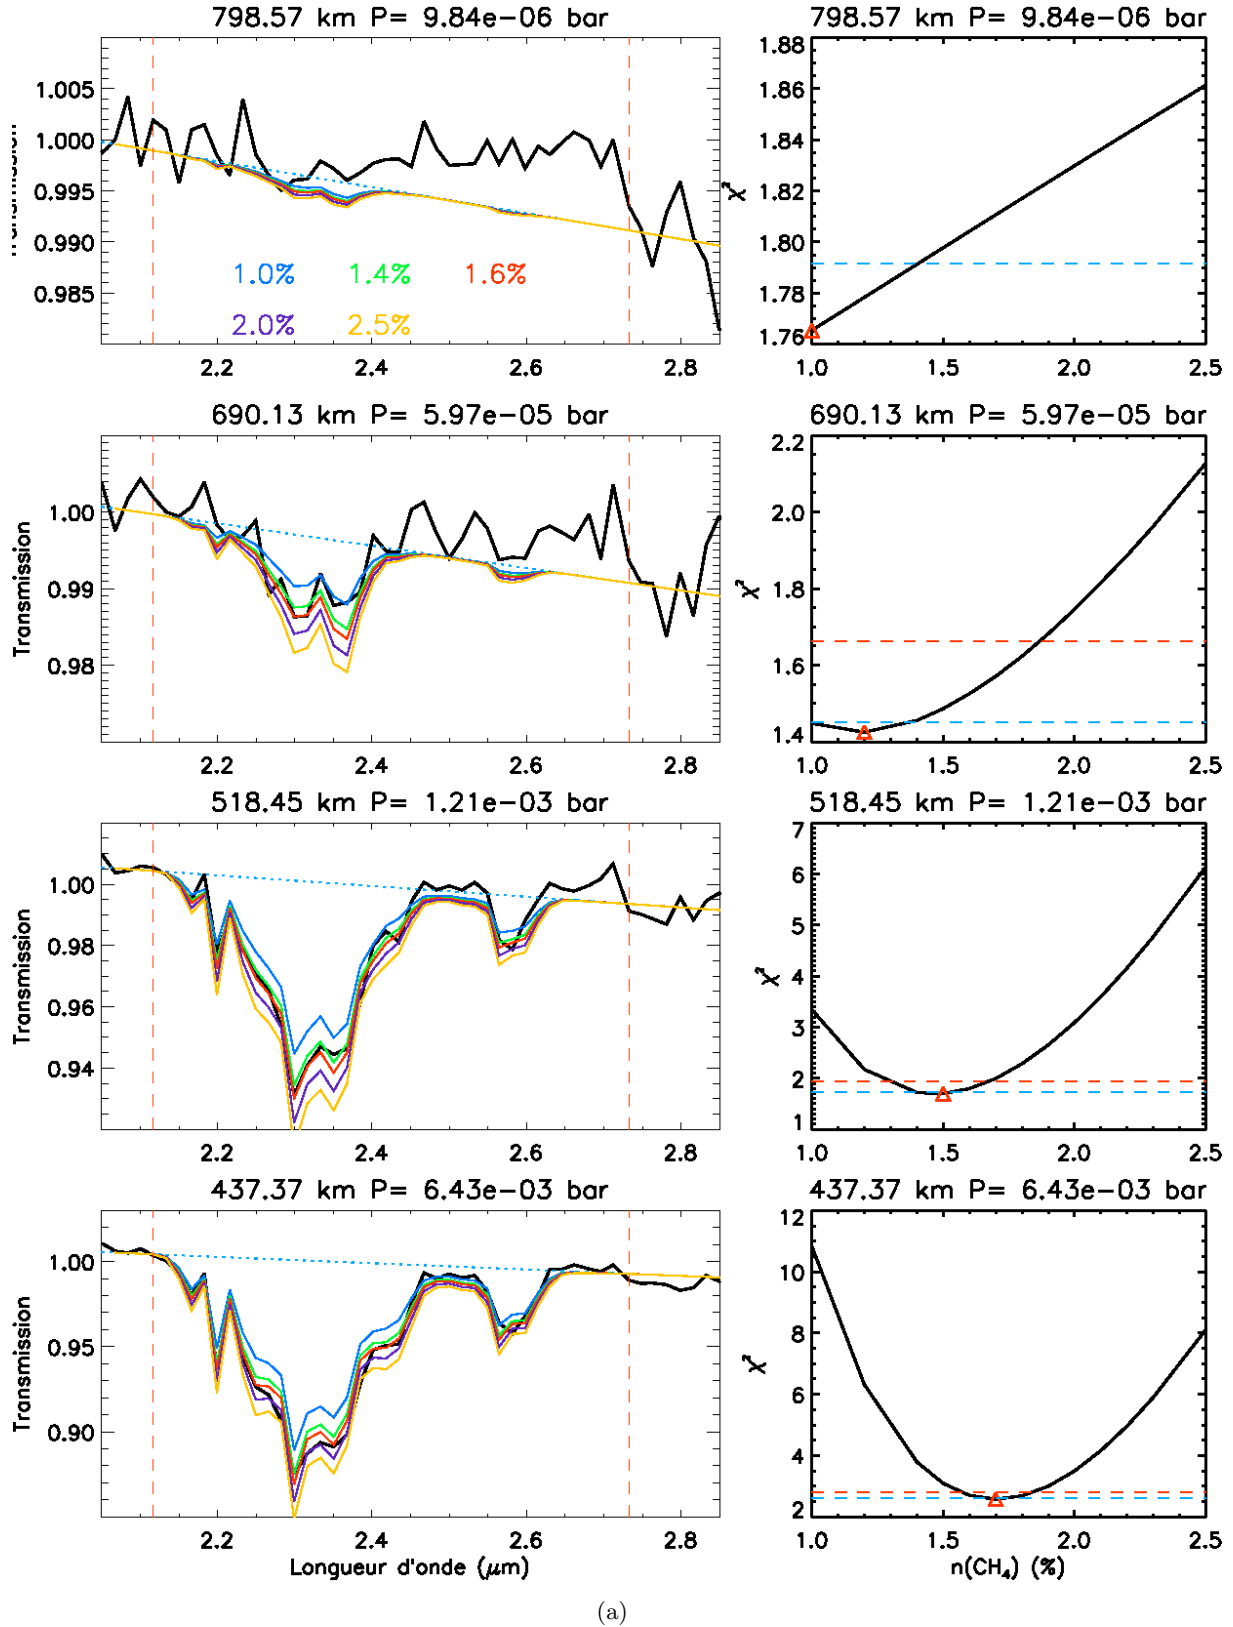 798.57 km P= 9.84e-06 bar
798.57 km P= 9.84e-06 bar
Transmission
1.005
1.000
0.995
0.990
0.985
1.0% 1.4% 1.6%
2.0% 2.5%
2.2 2.4 2.6 2.8
χ²
1.88
1.86
1.84
1.82
1.80
1.78
1.76
1.0 1.5 2.0 2.5
690.13 km P= 5.97e-05 bar
690.13 km P= 5.97e-05 bar
Transmission
1.00
0.99
0.98
2.2 2.4 2.6 2.8
χ²
2.2
2.0
1.8
1.6
1.4
1.0 1.5 2.0 2.5
518.45 km P= 1.21e-03 bar
518.45 km P= 1.21e-03 bar
Transmission
1.00
0.98
0.96
0.94
2.2 2.4 2.6 2.8
χ²
7
6
5
4
3
2
1
1.0 1.5 2.0 2.5
437.37 km P= 6.43e-03 bar
437.37 km P= 6.43e-03 bar
Transmission
1.00
0.95
0.90
2.2 2.4 2.6 2.8
Longueur d'onde (μm)
χ²
12
10
8
6
4
2
1.0 1.5 2.0 2.5
n(CH₄) (%)
(a)